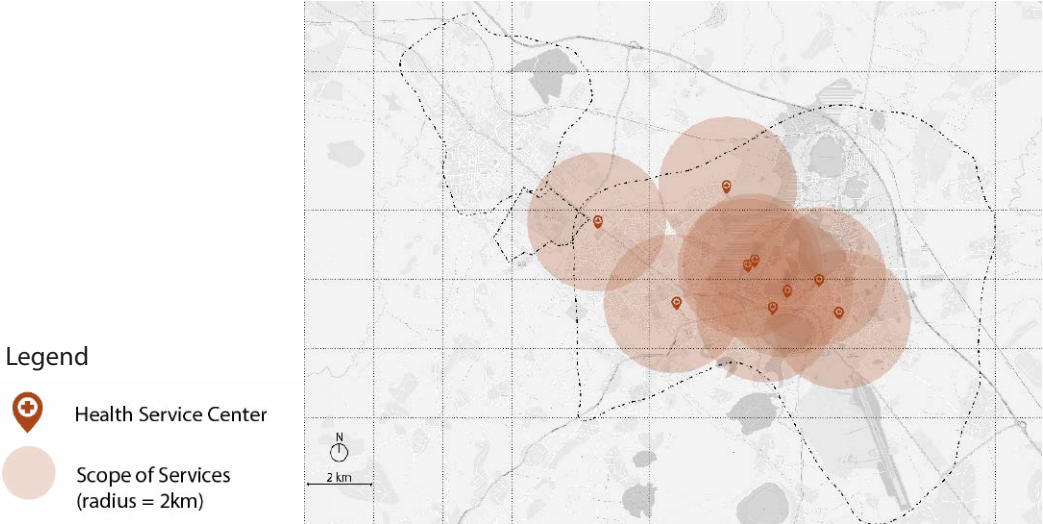 Legend
Health Service Center
Scope of Services
(radius = 2km)
N
2 km